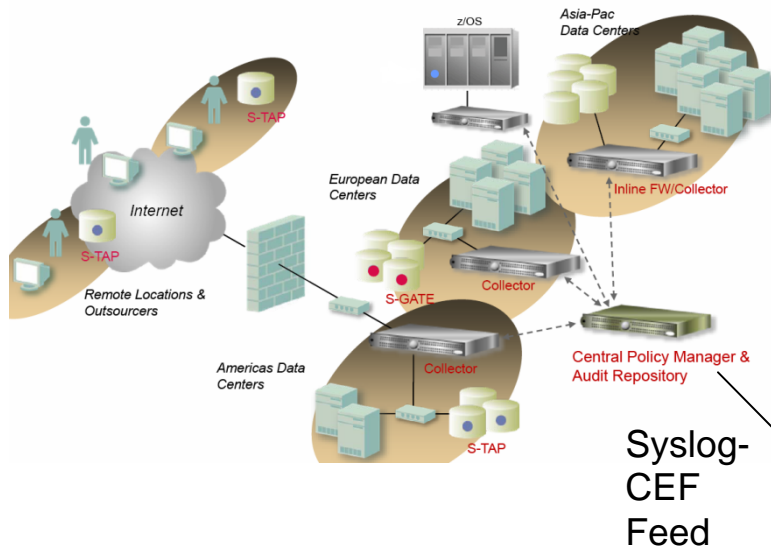 z/OS
Asia-Pac
Data Centers
S-TAP
Inline FW/Collector
European Data
Centers
Internet
S-TAP
S-GATE
Collector
Remote Locations &
Outsourcers
Central Policy Manager &
Audit Repository
Americas Data
Centers
Collector
S-TAP
Syslog-
CEF
Feed